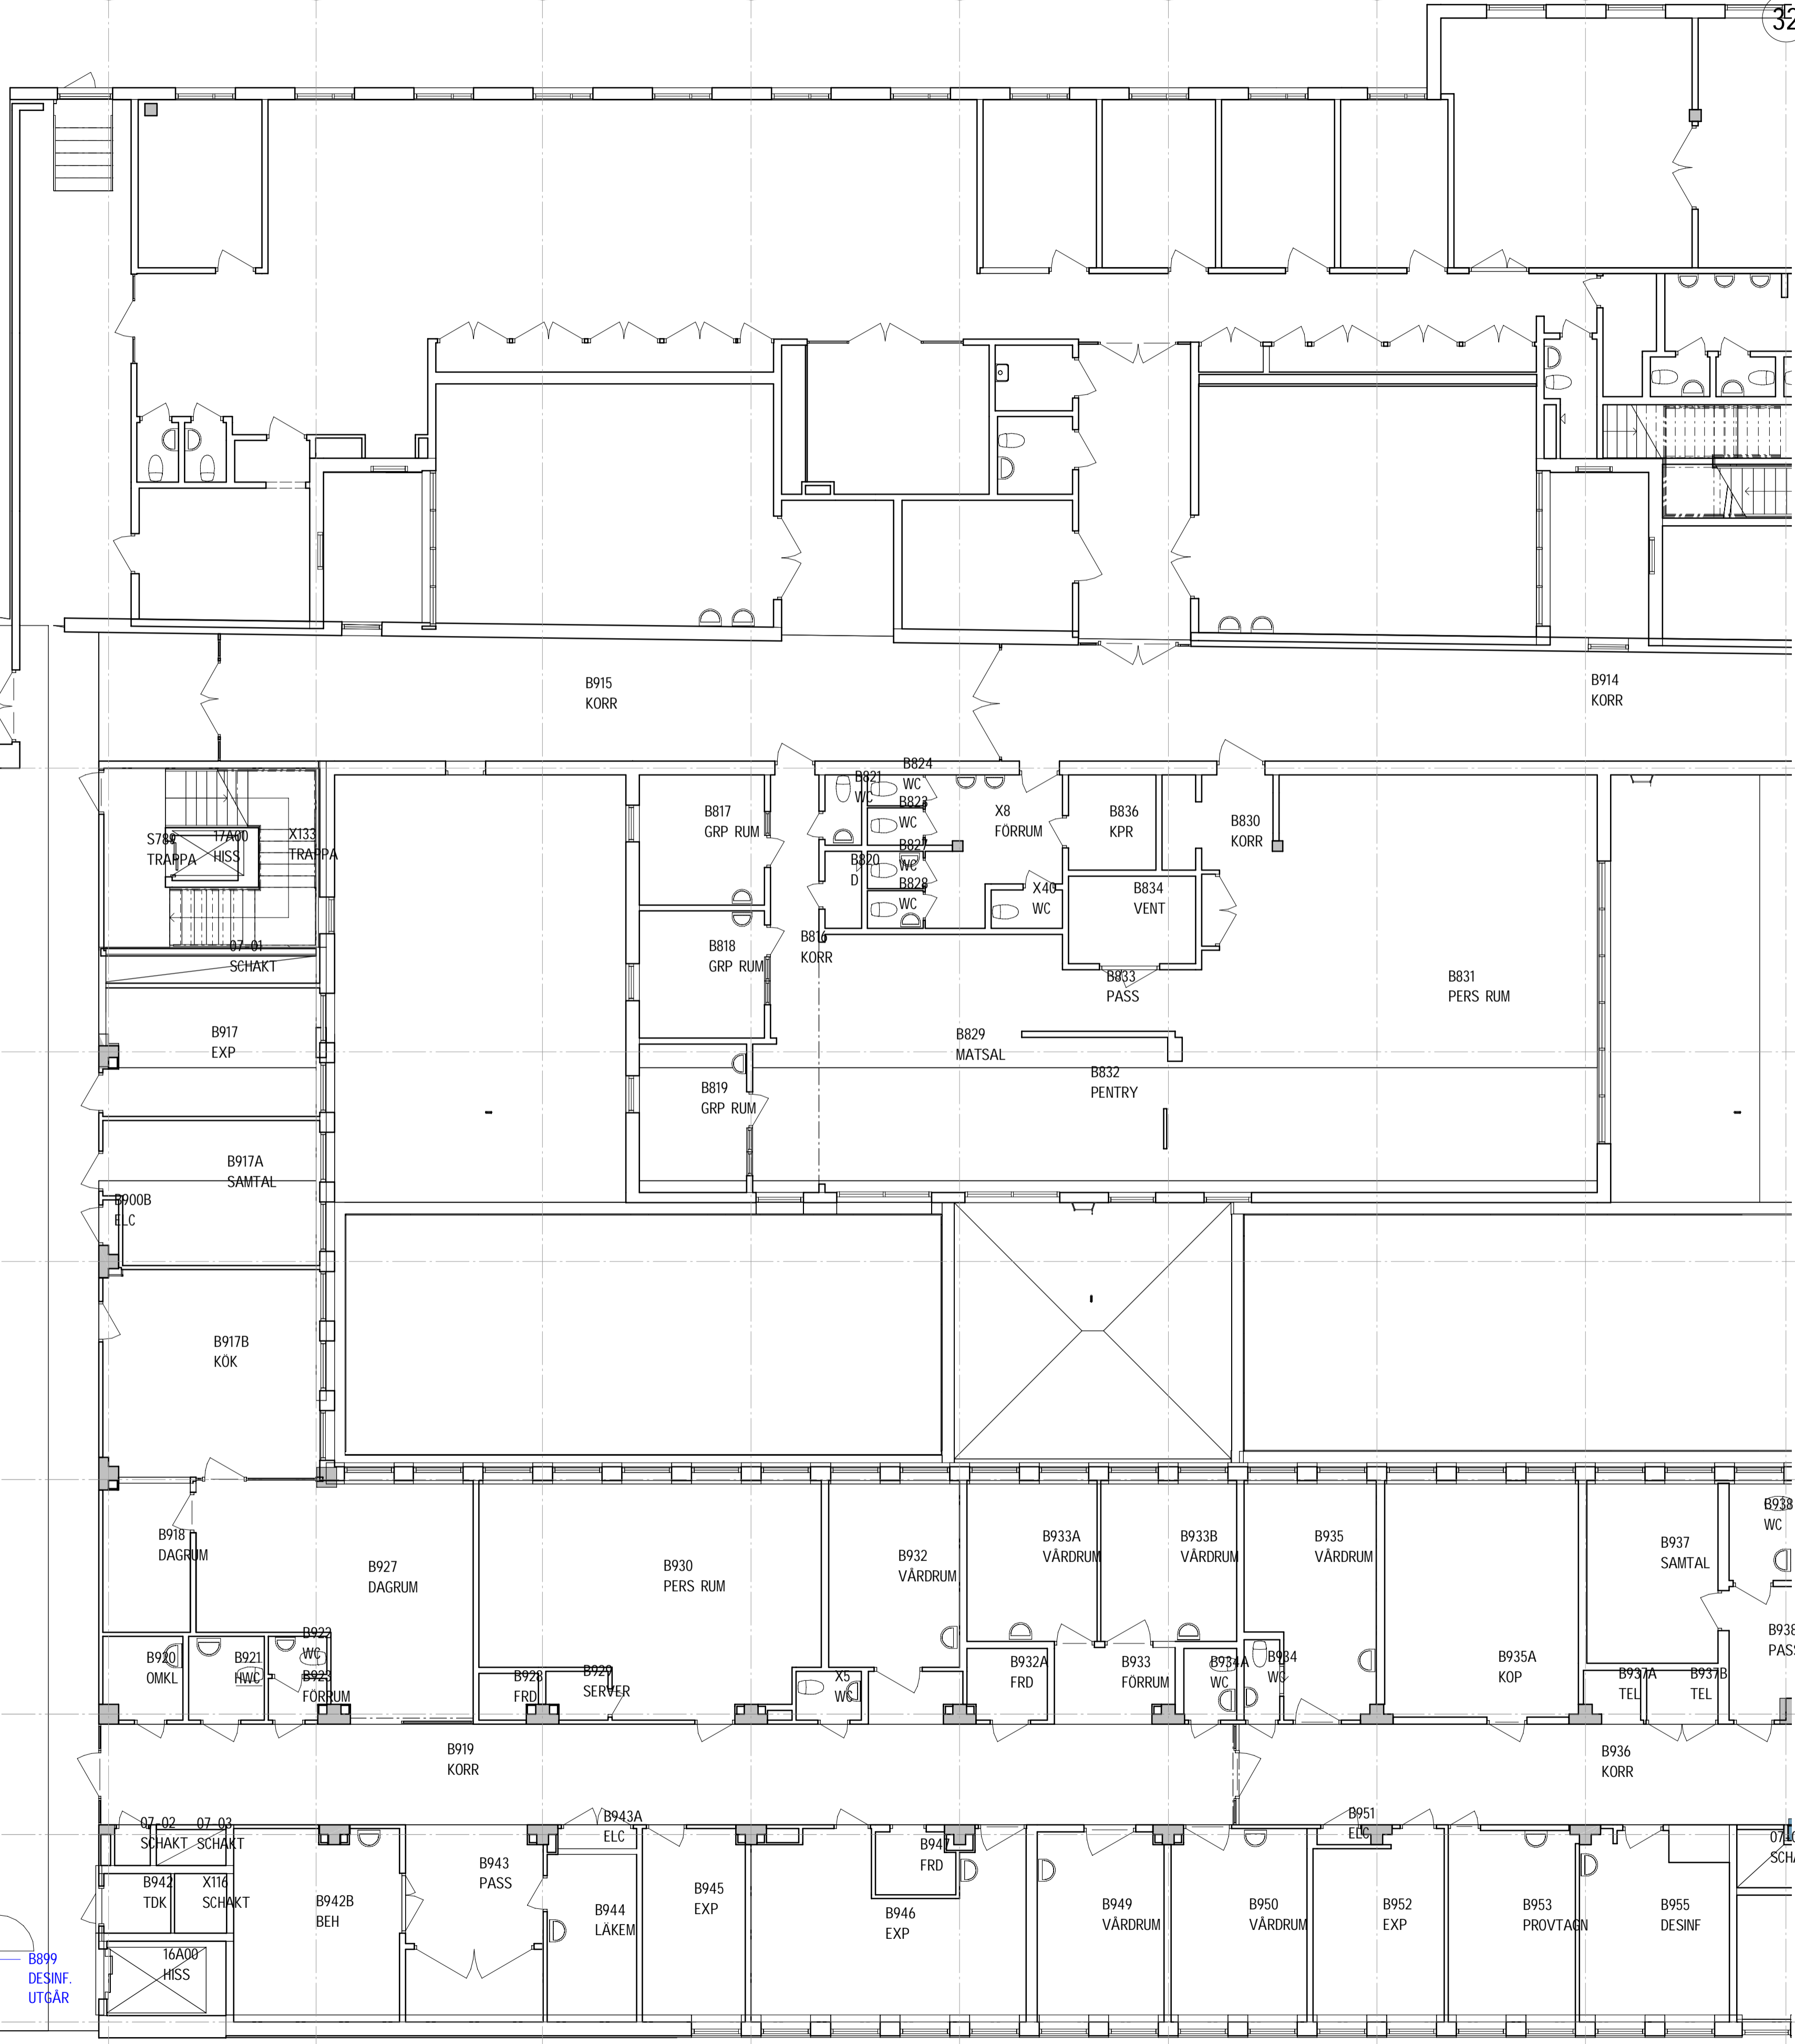 32
B915
KORR
B914
KORR
B824
WC
B821
WC
B823
WC
B817
GRP RUM
X8
FÖRRUM
B836
KPR
B830
KORR
S789
TRAPPA
17A00
HISS
X133
TRAPPA
B827
WC
B820
D
B828
WC
X40
WC
B834
VENT
07-01
SCHAKT
B818
GRP RUM
B816
KORR
B833
PASS
B831
PERS RUM
B917
EXP
B829
MATSAL
B819
GRP RUM
B832
PENTRY
B917A
SAMTAL
B900B
ELC
B917B
KÖK
B918
DAGRUM
B927
DAGRUM
B930
PERS RUM
B932
VÅRDRUM
B933A
VÅRDRUM
B933B
VÅRDRUM
B935
VÅRDRUM
B937
SAMTAL
B938
WC
B920
OMKL
B921
HWC
B922
WC
B923
FÖRRUM
B928
FRD
B929
SERVER
X5
WC
B932A
FRD
B933
FÖRRUM
B934A
WC
B934
WC
B935A
KOP
B937A
TEL
B937B
TEL
B938
PASS
B919
KORR
B936
KORR
07-02
SCHAKT
07-03
SCHAKT
B943A
ELC
B951
ELC
B942
TDK
X116
SCHAKT
B942B
BEH
B943
PASS
B944
LÄKEM
B945
EXP
B947
FRD
B946
EXP
B949
VÅRDRUM
B950
VÅRDRUM
B952
EXP
B953
PROVTAGN
B955
DESINF
16A00
HISS
B899
DESINF.
UTGÅR